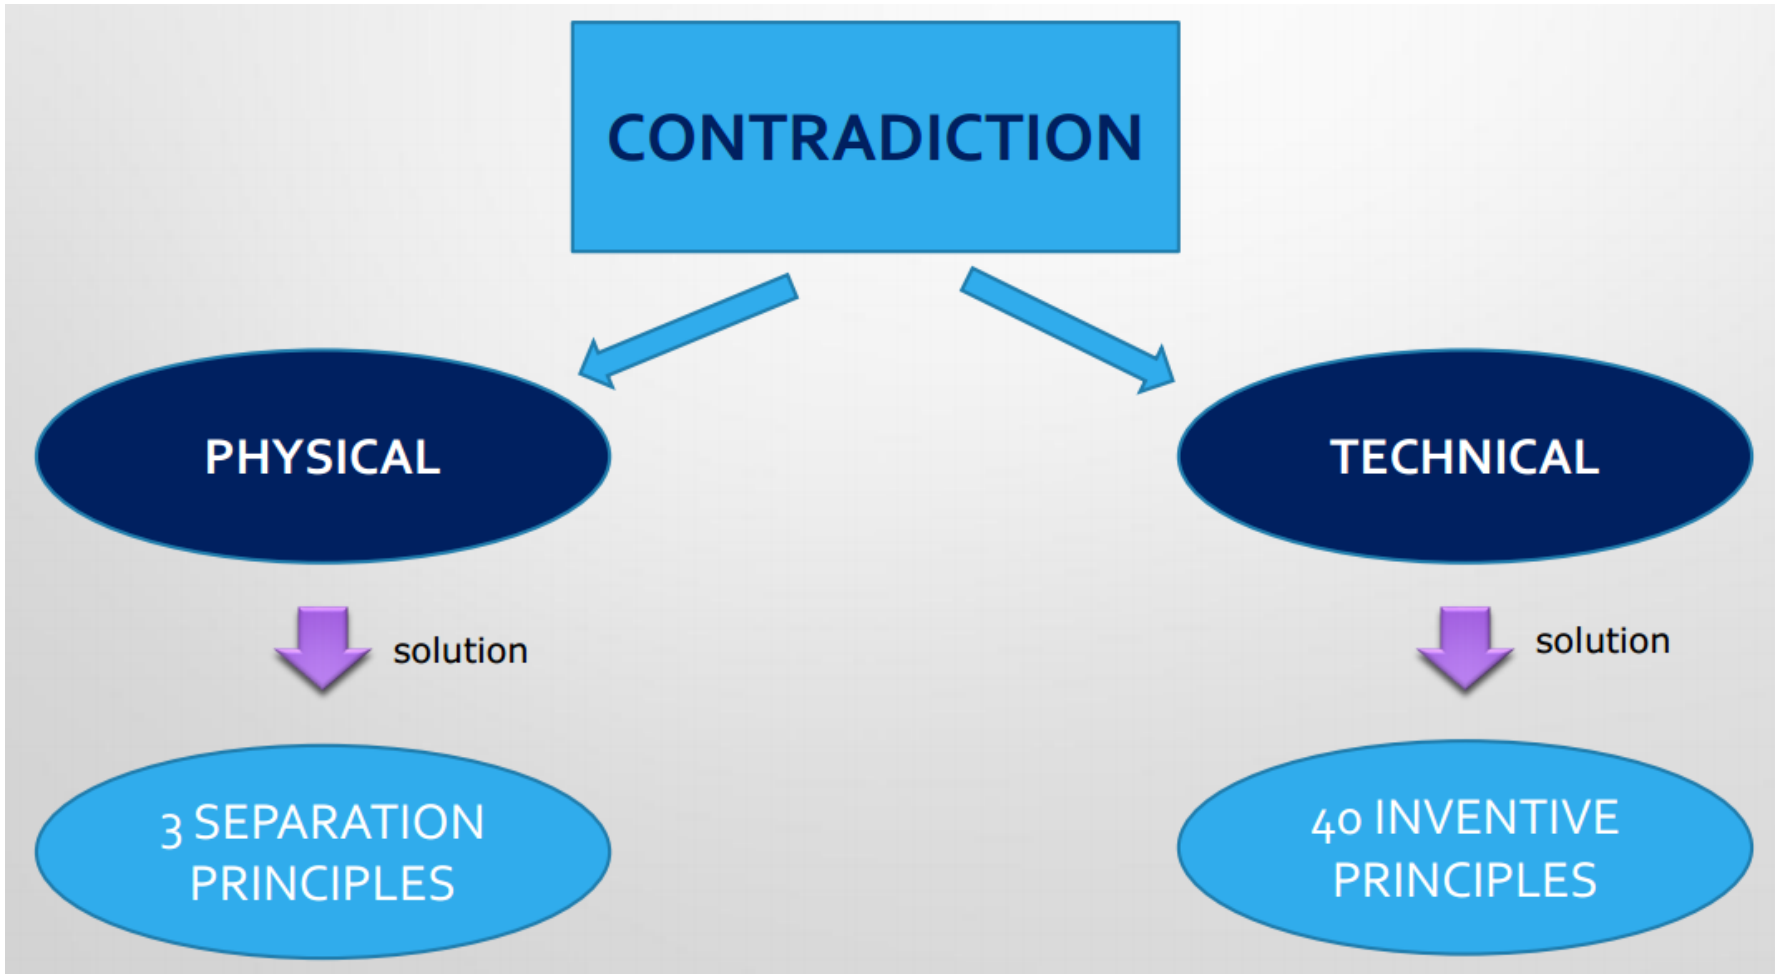 CONTRADICTION
PHYSICAL
TECHNICAL
solution
solution
3 SEPARATION
PRINCIPLES
40 INVENTIVE
PRINCIPLES